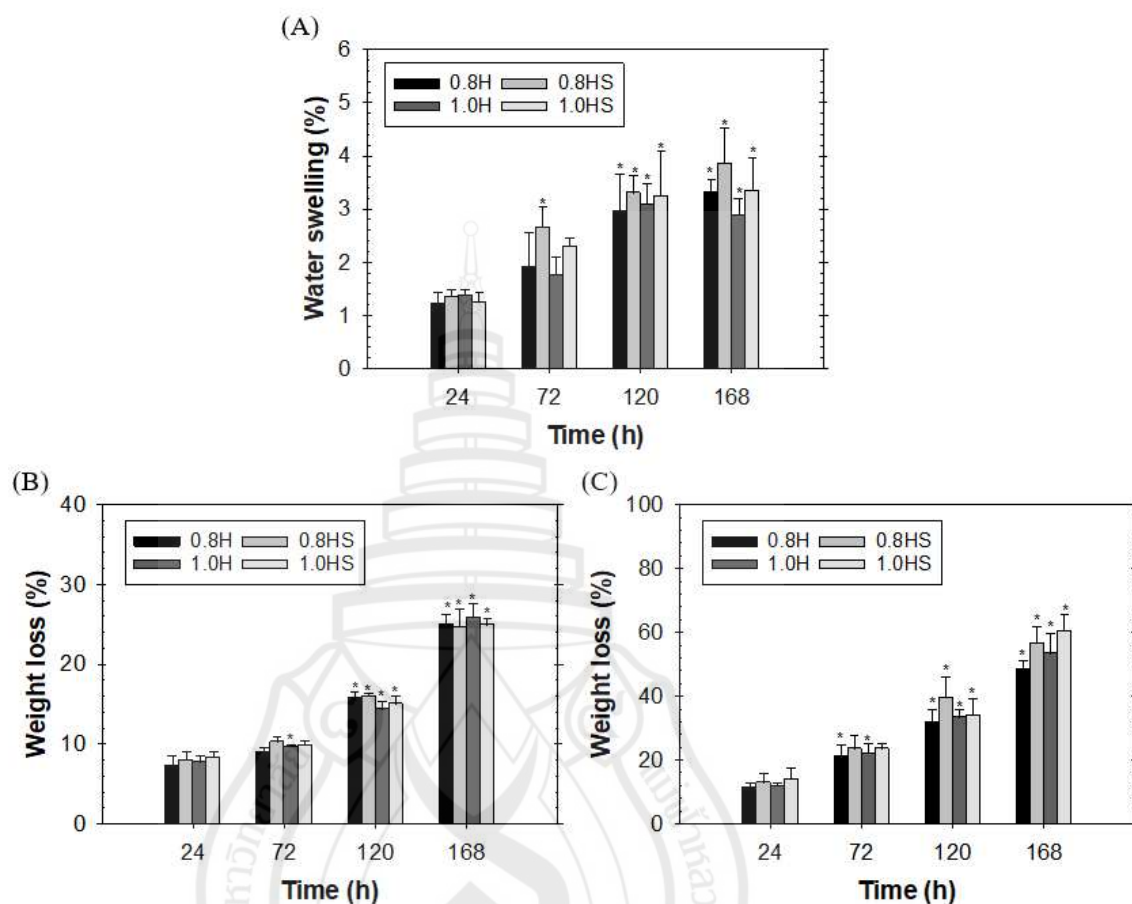 (A)
6
5
4
3
2
1
0
Water swelling (%)
0.8H 0.8HS
1.0H 1.0HS
* * * * * * * * *
24 72 120 168
Time (h)
(B)
40
30
20
10
0
Weight loss (%)
0.8H 0.8HS
1.0H 1.0HS
* * * * * * * * *
24 72 120 168
Time (h)
(C)
100
80
60
40
20
0
Weight loss (%)
0.8H 0.8HS
1.0H 1.0HS
* * * * * * * * * *
24 72 120 168
Time (h)